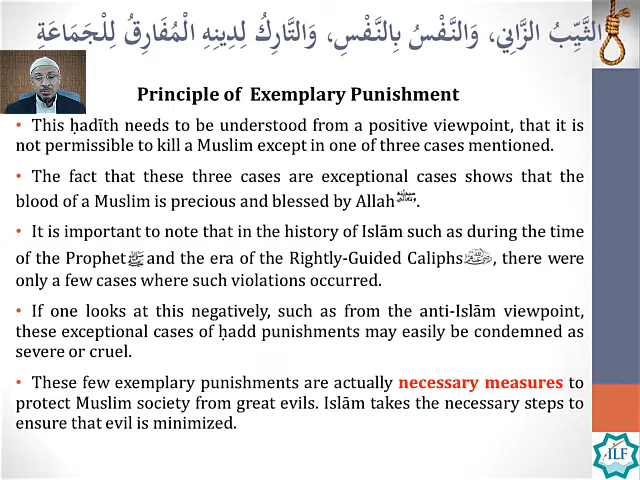 الثَّيِّبُ الزَّانِي، وَالنَّفْسُ بِالنَّفْسِ، وَالتَّارِكُ لِدِينِهِ الْمُفَارِقُ لِلْجَمَاعَةِ
Principle of Exemplary Punishment
• This ḥadīth needs to be understood from a positive viewpoint, that it is
not permissible to kill a Muslim except in one of three cases mentioned.
• The fact that these three cases are exceptional cases shows that the
blood of a Muslim is precious and blessed by Allah سبحانه وتعالى.
• It is important to note that in the history of Islām such as during the time
of the Prophet ﷺ and the era of the Rightly-Guided Caliphs , there were
only a few cases where such violations occurred.
• If one looks at this negatively, such as from the anti-Islām viewpoint,
these exceptional cases of ḥadd punishments may easily be condemned as
severe or cruel.
• These few exemplary punishments are actually necessary measures to
protect Muslim society from great evils. Islām takes the necessary steps to
ensure that evil is minimized.
ILF